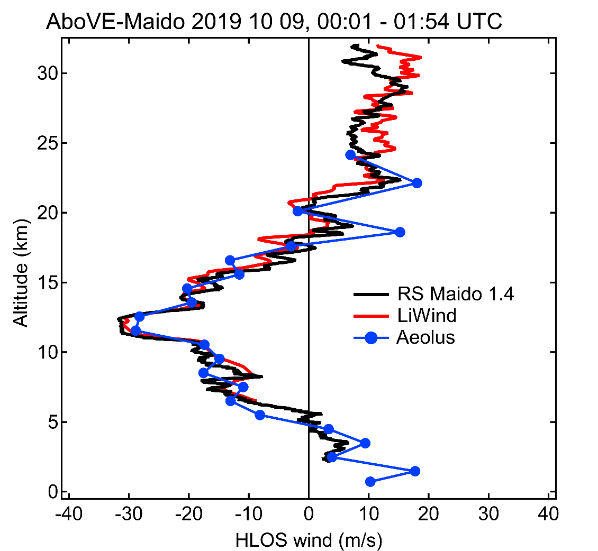 AboVE-Maido 2019 10 09, 00:01 - 01:54 UTC
30
25
20
15
10
5
0
Altitude (km)
RS Maido 1.4
LiWind
Aeolus
-40 -30 -20 -10 0 10 20 30 40
HLOS wind (m/s)